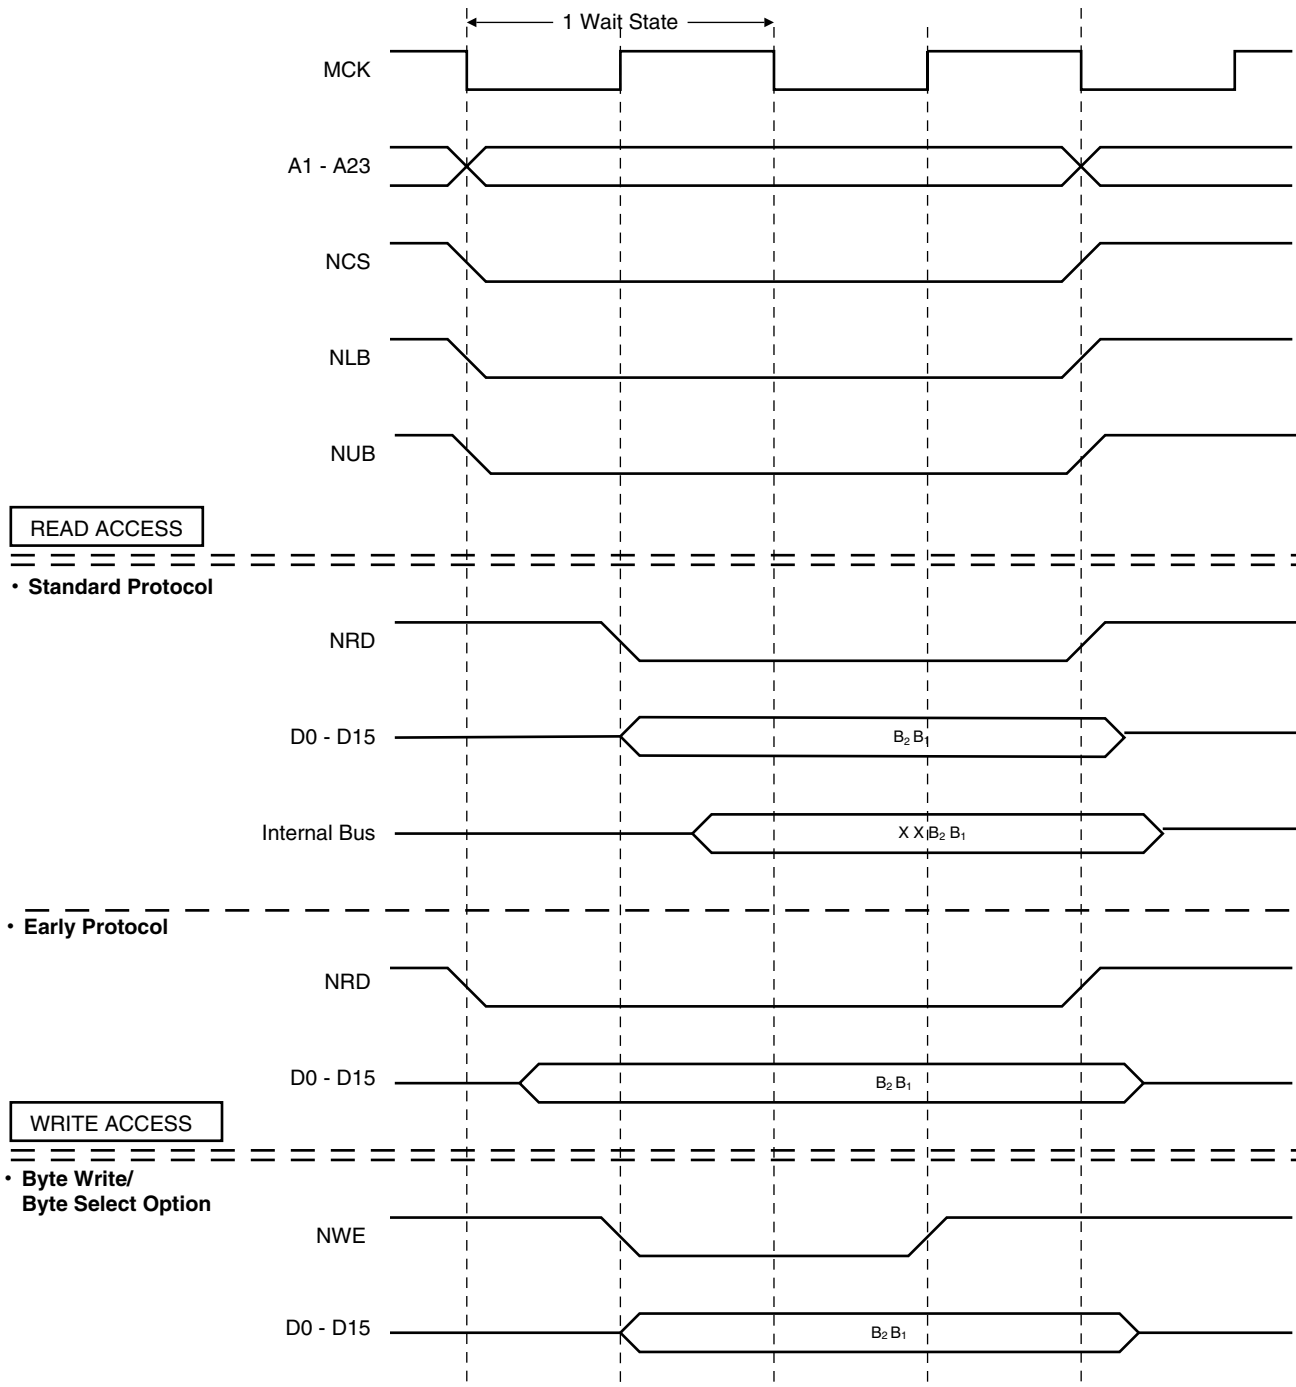 1 Wait State
MCK
A1 - A23
NCS
NLB
NUB
READ ACCESS
• Standard Protocol
NRD
D0 - D15
B₂ B₁
Internal Bus
X X B₂ B₁
• Early Protocol
NRD
D0 - D15
B₂ B₁
WRITE ACCESS
• Byte Write/
Byte Select Option
NWE
D0 - D15
B₂ B₁